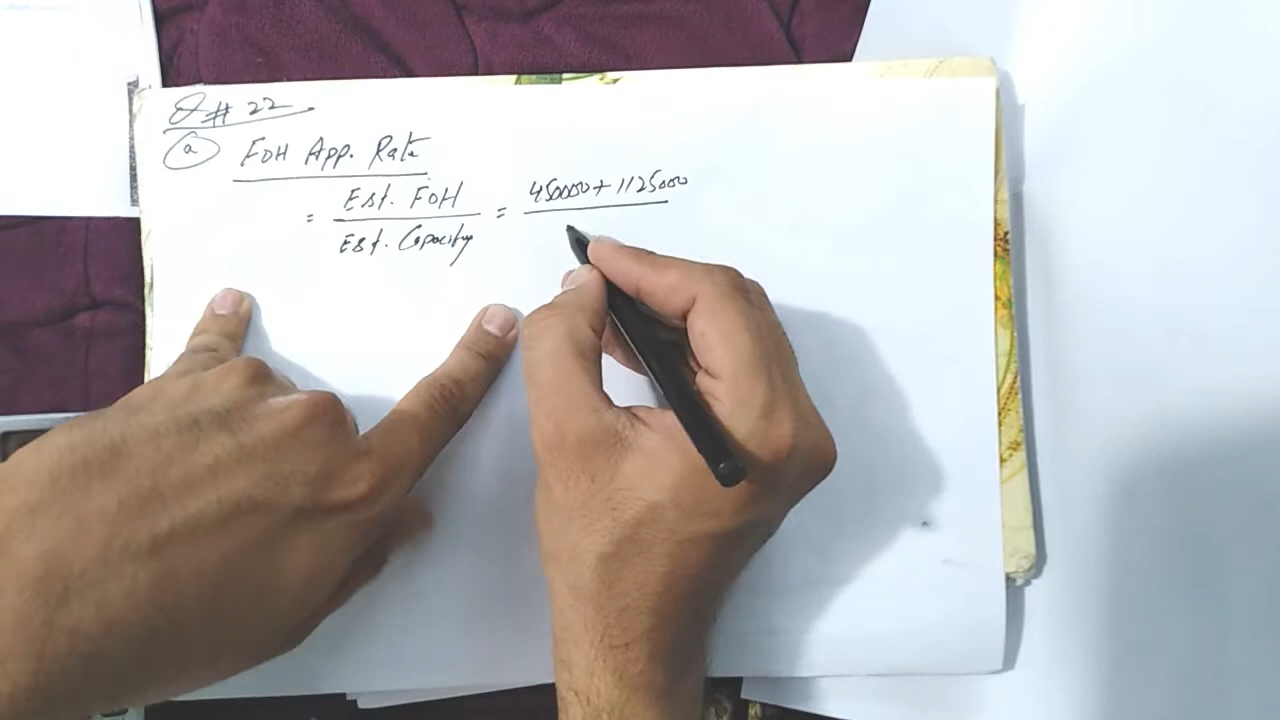 Q # 22
a FOH App. Rate
= Est. FOH / Est. Capacity = 450000 + 1125000